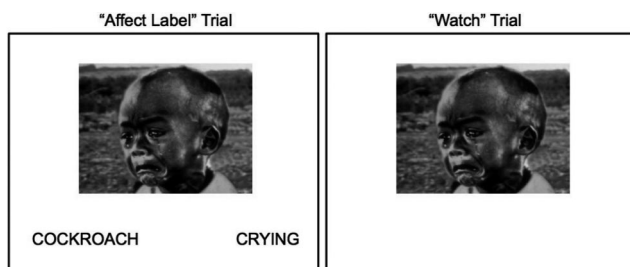 “Affect Label” Trial
“Watch” Trial
COCKROACH
CRYING